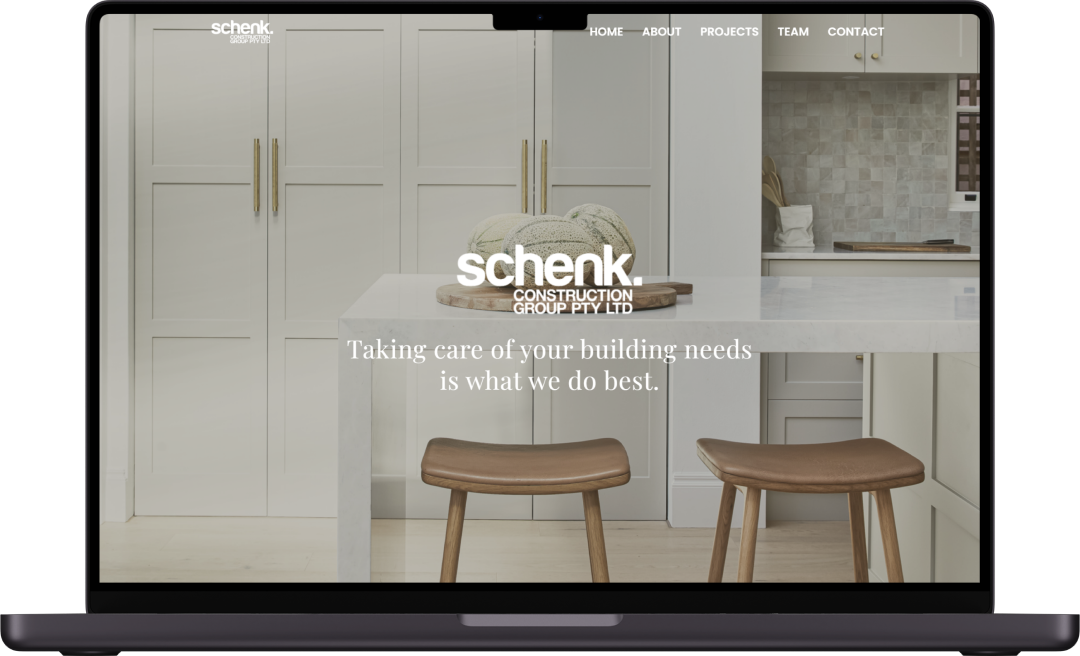 schenk.
CONSTRUCTION
GROUP PTY LTD
HOME ABOUT PROJECTS TEAM CONTACT
schenk.
CONSTRUCTION
GROUP PTY LTD
Taking care of your building needs
is what we do best.